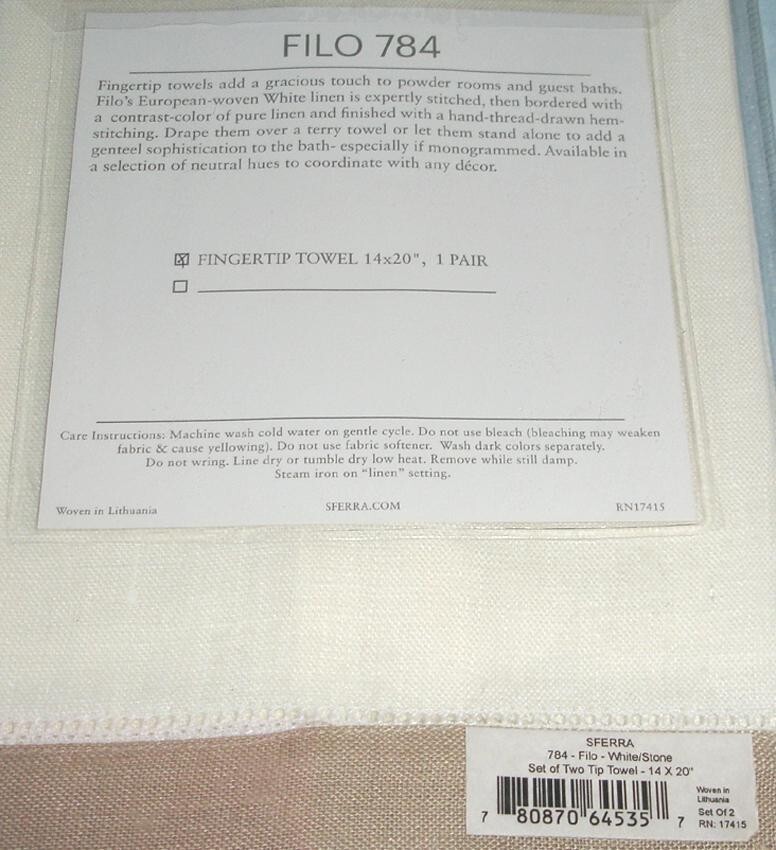 FILO 784
Fingertip towels add a gracious touch to powder rooms and guest baths.
Filo's European-woven White linen is expertly stitched, then bordered with
a contrast-color of pure linen and finished with a hand-thread-drawn hem-
stitching. Drape them over a terry towel or let them stand alone to add a
genteel sophistication to the bath- especially if monogrammed. Available in
a selection of neutral hues to coordinate with any décor.
FINGERTIP TOWEL 14x20", 1 PAIR
Care Instructions: Machine wash cold water on gentle cycle. Do not use bleach (bleaching may weaken
fabric & cause yellowing). Do not use fabric softener. Wash dark colors separately.
Do not wring. Line dry or tumble dry low heat. Remove while still damp.
Steam iron on “linen” setting.
Woven in Lithuania SFERRA.COM RN17415
SFERRA
784 - Filo - White/Stone
Set of Two Tip Towel - 14 X 20"
Woven in
Lithuania
Set Of 2
RN: 17415
7 80870 64535 7